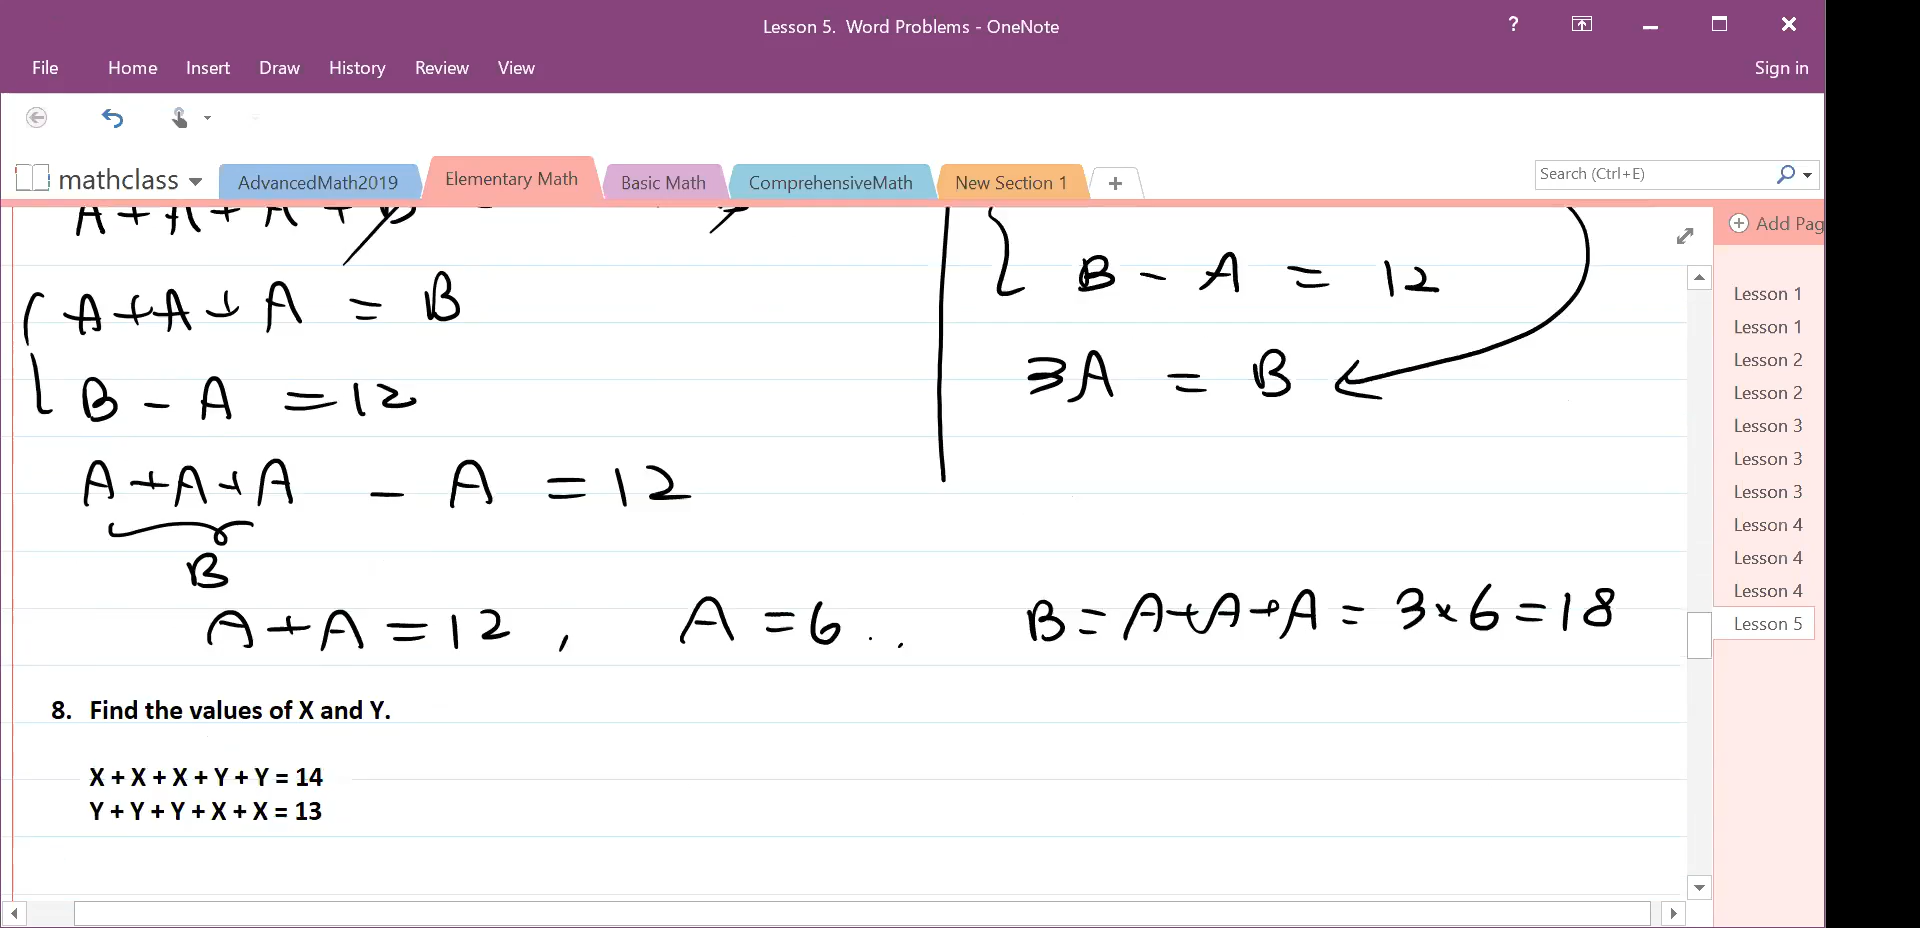 Lesson 5. Word Problems - OneNote
?
File Home Insert Draw History Review View
Sign in
mathclass
AdvancedMath2019
Elementary Math
Basic Math
ComprehensiveMath
New Section 1
+
Search (Ctrl+E)
Add Pag
Lesson 1
Lesson 1
Lesson 2
Lesson 2
Lesson 3
Lesson 3
Lesson 3
Lesson 4
Lesson 4
Lesson 4
Lesson 5
A + A + A + B
A+A+A = B
B - A = 12
A+A+A - A = 12
B
A+A = 12 , A = 6 . .
B - A = 12
3A = B
B = A+A+A = 3 x 6 = 18
8. Find the values of X and Y.
X + X + X + Y + Y = 14
Y + Y + Y + X + X = 13